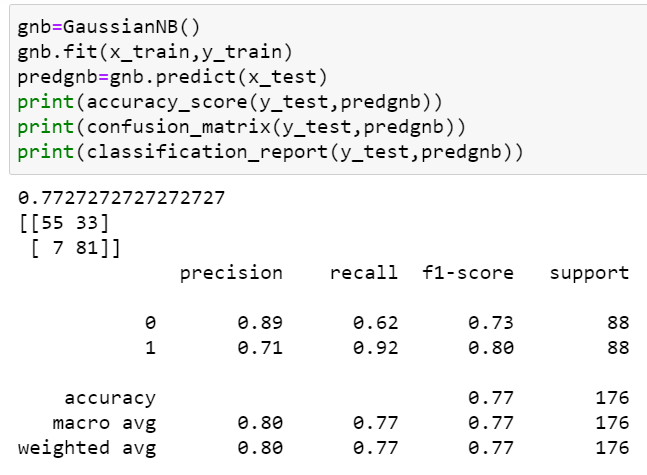 gnb=GaussianNB()
gnb.fit(x_train,y_train)
predgnb=gnb.predict(x_test)
print(accuracy_score(y_test,predgnb))
print(confusion_matrix(y_test,predgnb))
print(classification_report(y_test,predgnb))
0.7727272727272727
[[55 33]
 [ 7 81]]
              precision    recall  f1-score   support

           0       0.89      0.62      0.73        88
           1       0.71      0.92      0.80        88

    accuracy                           0.77       176
   macro avg       0.80      0.77      0.77       176
weighted avg       0.80      0.77      0.77       176